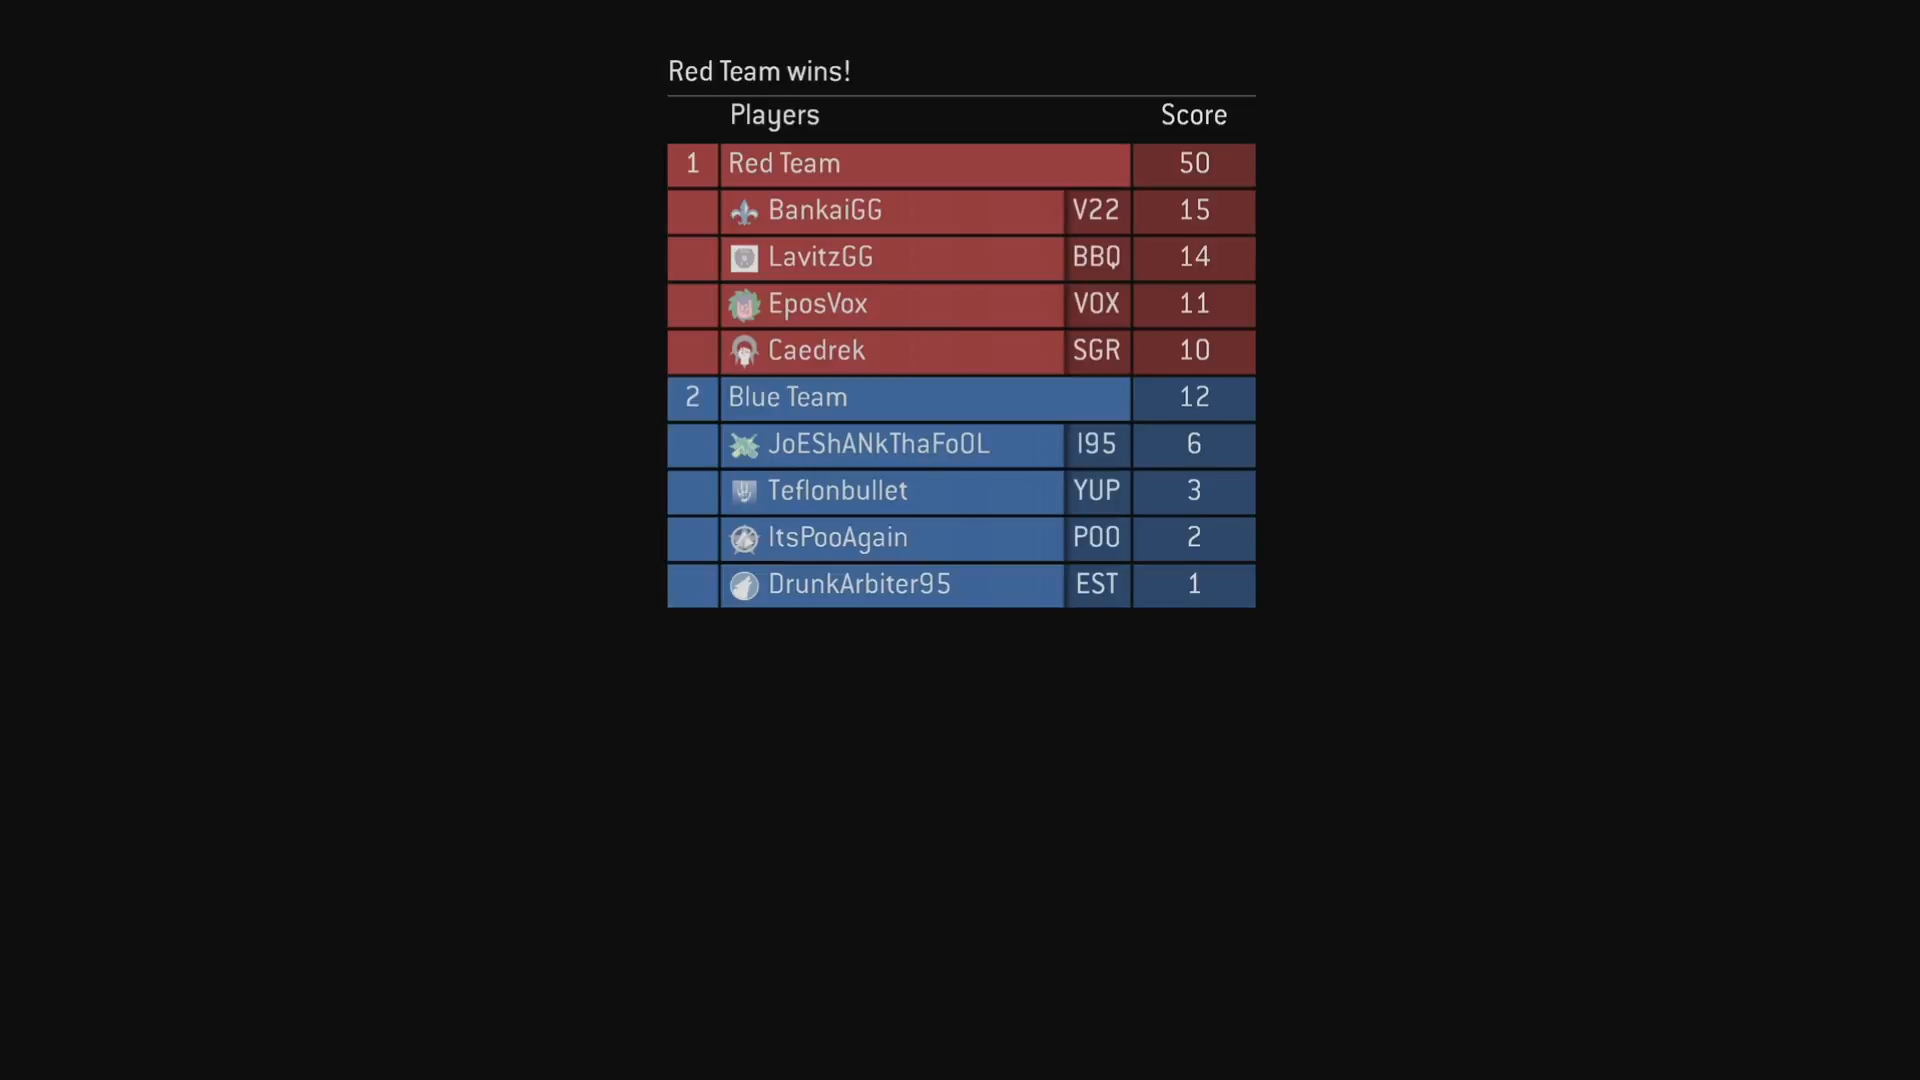 Red Team wins!
Players Score
1 Red Team 50
BankaiGG V22 15
LavitzGG BBQ 14
EposVox VOX 11
Caedrek SGR 10
2 Blue Team 12
JoEShANkThaFoOL I95 6
Teflonbullet YUP 3
ItsPooAgain POO 2
DrunkArbiter95 EST 1